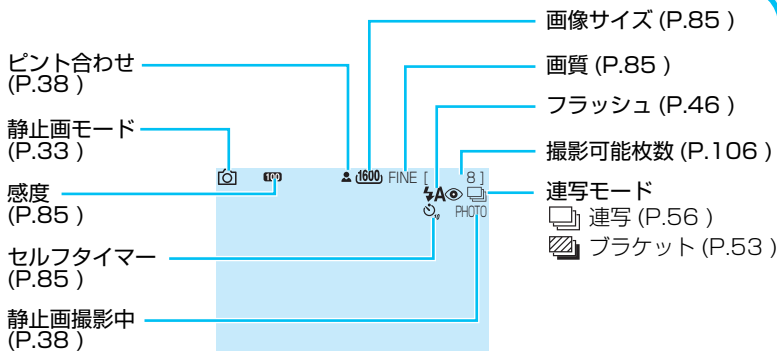 画像サイズ (P.85 )
ピント合わせ
(P.38 )
画質 (P.85 )
フラッシュ (P.46 )
静止画モード
(P.33 )
撮影可能枚数 (P.106 )
100 1600 FINE [ 8 ]
A
PHOTO
感度
(P.85 )
連写モード
連写 (P.56 )
ブラケット (P.53 )
セルフタイマー
(P.85 )
静止画撮影中
(P.38 )